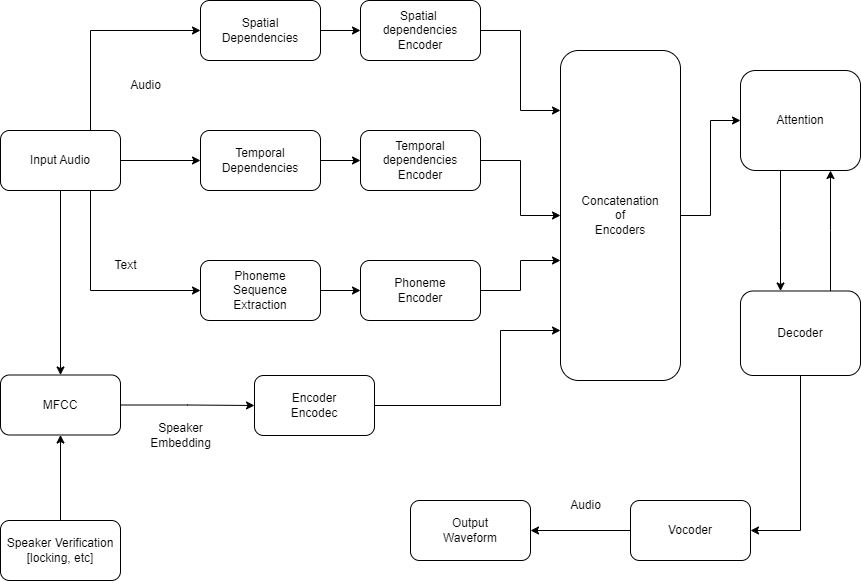 Spatial
Dependencies
Spatial
dependencies
Encoder
Audio
Input Audio
Temporal
Dependencies
Temporal
dependencies
Encoder
Text
Phoneme
Sequence
Extraction
Phoneme
Encoder
Concatenation
of
Encoders
Attention
Decoder
MFCC
Speaker
Embedding
Encoder
Encodec
Speaker Verification
[locking, etc]
Output
Waveform
Audio
Vocoder